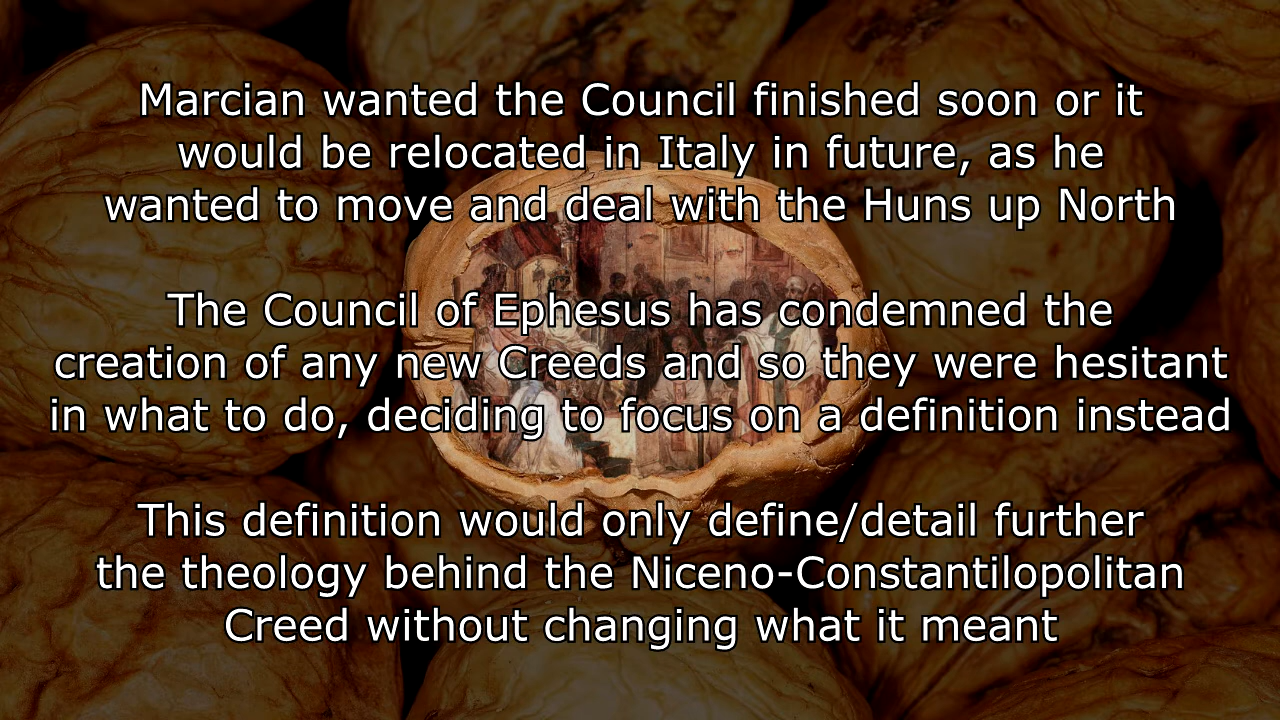 Marcian wanted the Council finished soon or it
would be relocated in Italy in future, as he
wanted to move and deal with the Huns up North
The Council of Ephesus has condemned the
creation of any new Creeds and so they were hesitant
in what to do, deciding to focus on a definition instead
This definition would only define/detail further
the theology behind the Niceno-Constantilopolitan
Creed without changing what it meant